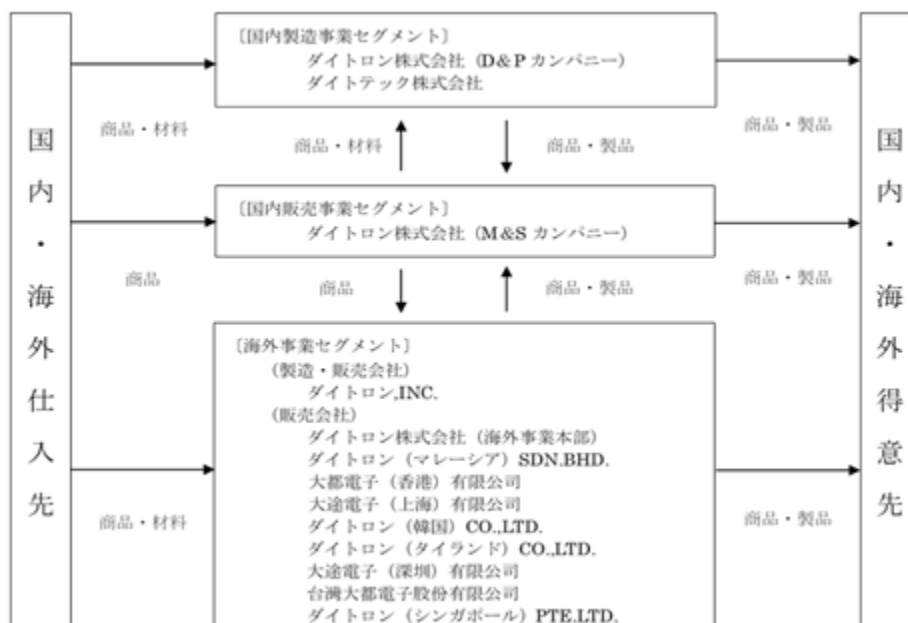 国内・海外仕入先
〔国内製造事業セグメント〕
ダイトロン株式会社（D&Pカンパニー）
ダイトテック株式会社
商品・材料
商品・材料
商品・製品
商品・製品
〔国内販売事業セグメント〕
ダイトロン株式会社（M&Sカンパニー）
商品
商品
商品・製品
商品・製品
〔海外事業セグメント〕
（製造・販売会社）
ダイトロン,INC.
（販売会社）
ダイトロン株式会社（海外事業本部）
ダイトロン（マレーシア）SDN.BHD.
大都電子（香港）有限公司
大途電子（上海）有限公司
ダイトロン（韓国）CO.,LTD.
ダイトロン（タイランド）CO.,LTD.
大途電子（深圳）有限公司
台灣大都電子股份有限公司
ダイトロン（シンガポール）PTE.LTD.
商品・材料
商品・製品
国内・海外得意先